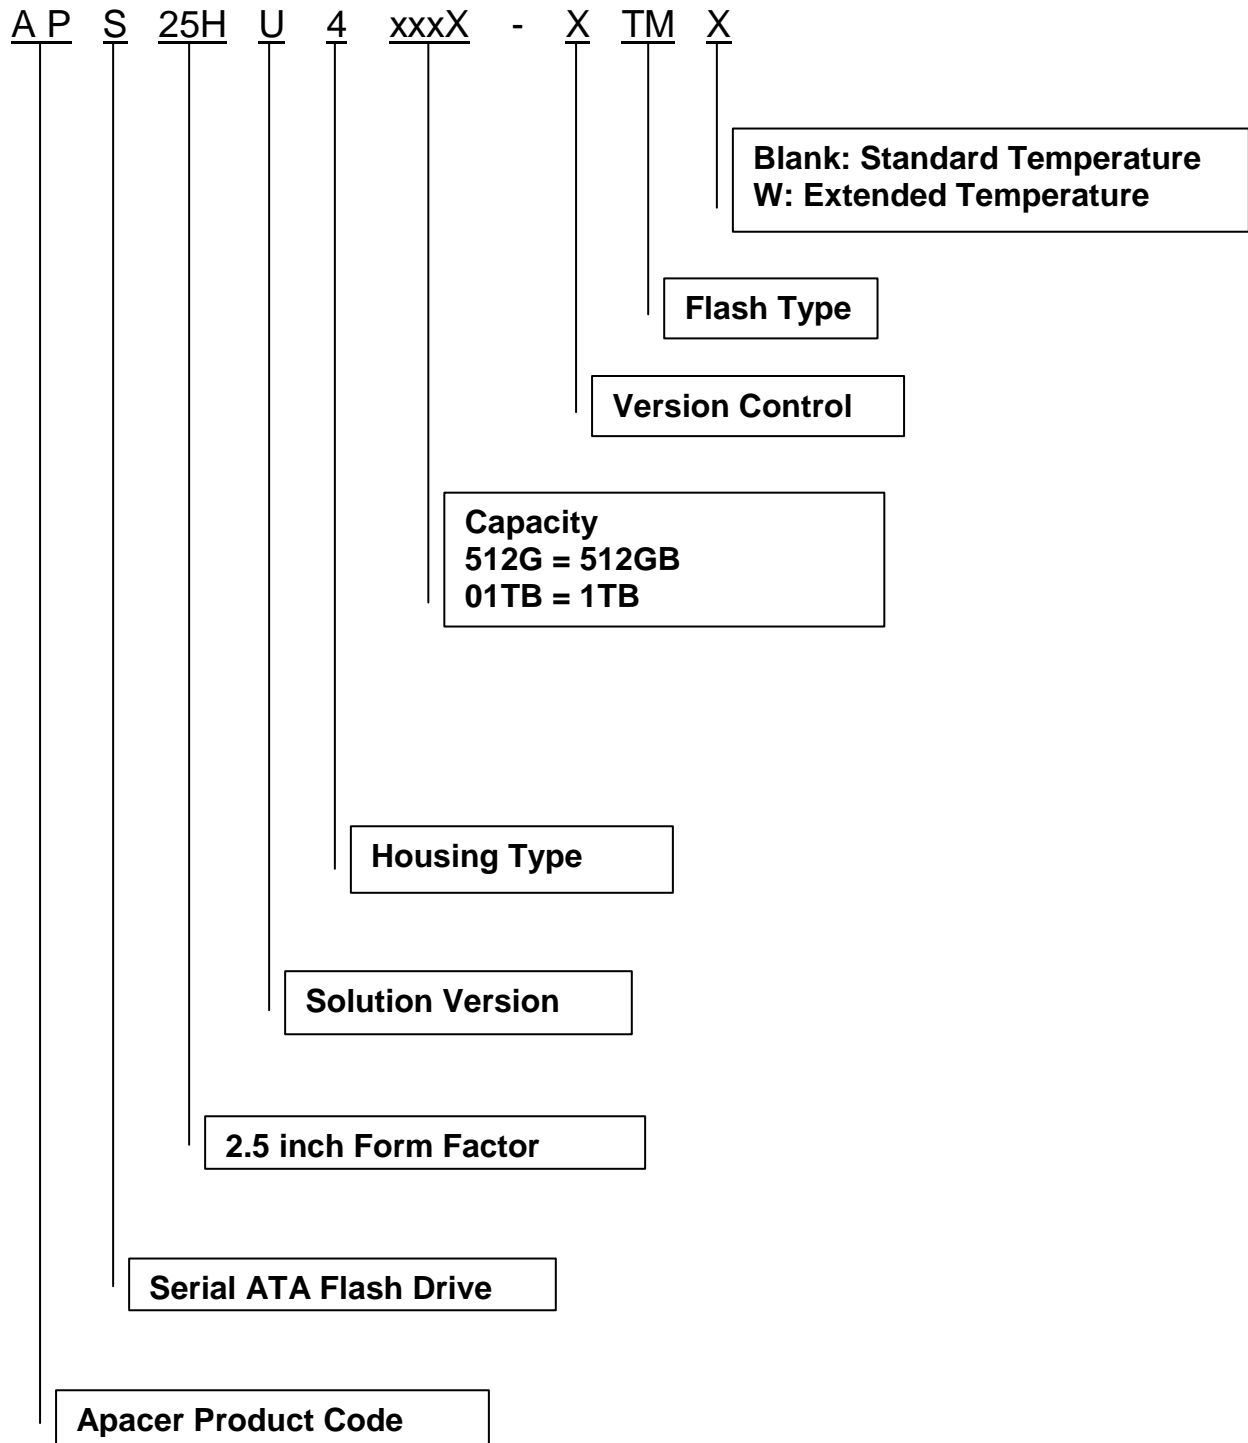 A P S 25H U 4 xxxX - X TM X
Blank: Standard Temperature
W: Extended Temperature
Flash Type
Version Control
Capacity
512G = 512GB
01TB = 1TB
Housing Type
Solution Version
2.5 inch Form Factor
Serial ATA Flash Drive
Apacer Product Code